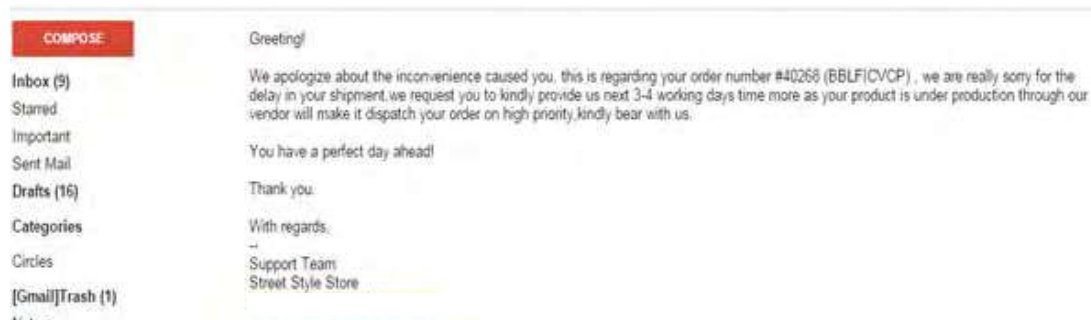 COMPOSE
Inbox (9)
Starred
Important
Sent Mail
Drafts (16)
Categories
Circles
[Gmail]Trash (1)
Greeting!
We apologize about the inconvenience caused you, this is regarding your order number #40268 (BBLFICVCP) , we are really sorry for the
delay in your shipment.we request you to kindly provide us next 3-4 working days time more as your product is under production through our
vendor will make it dispatch your order on high priority,kindly bear with us.
You have a perfect day ahead!
Thank you.
With regards,
--
Support Team
Street Style Store